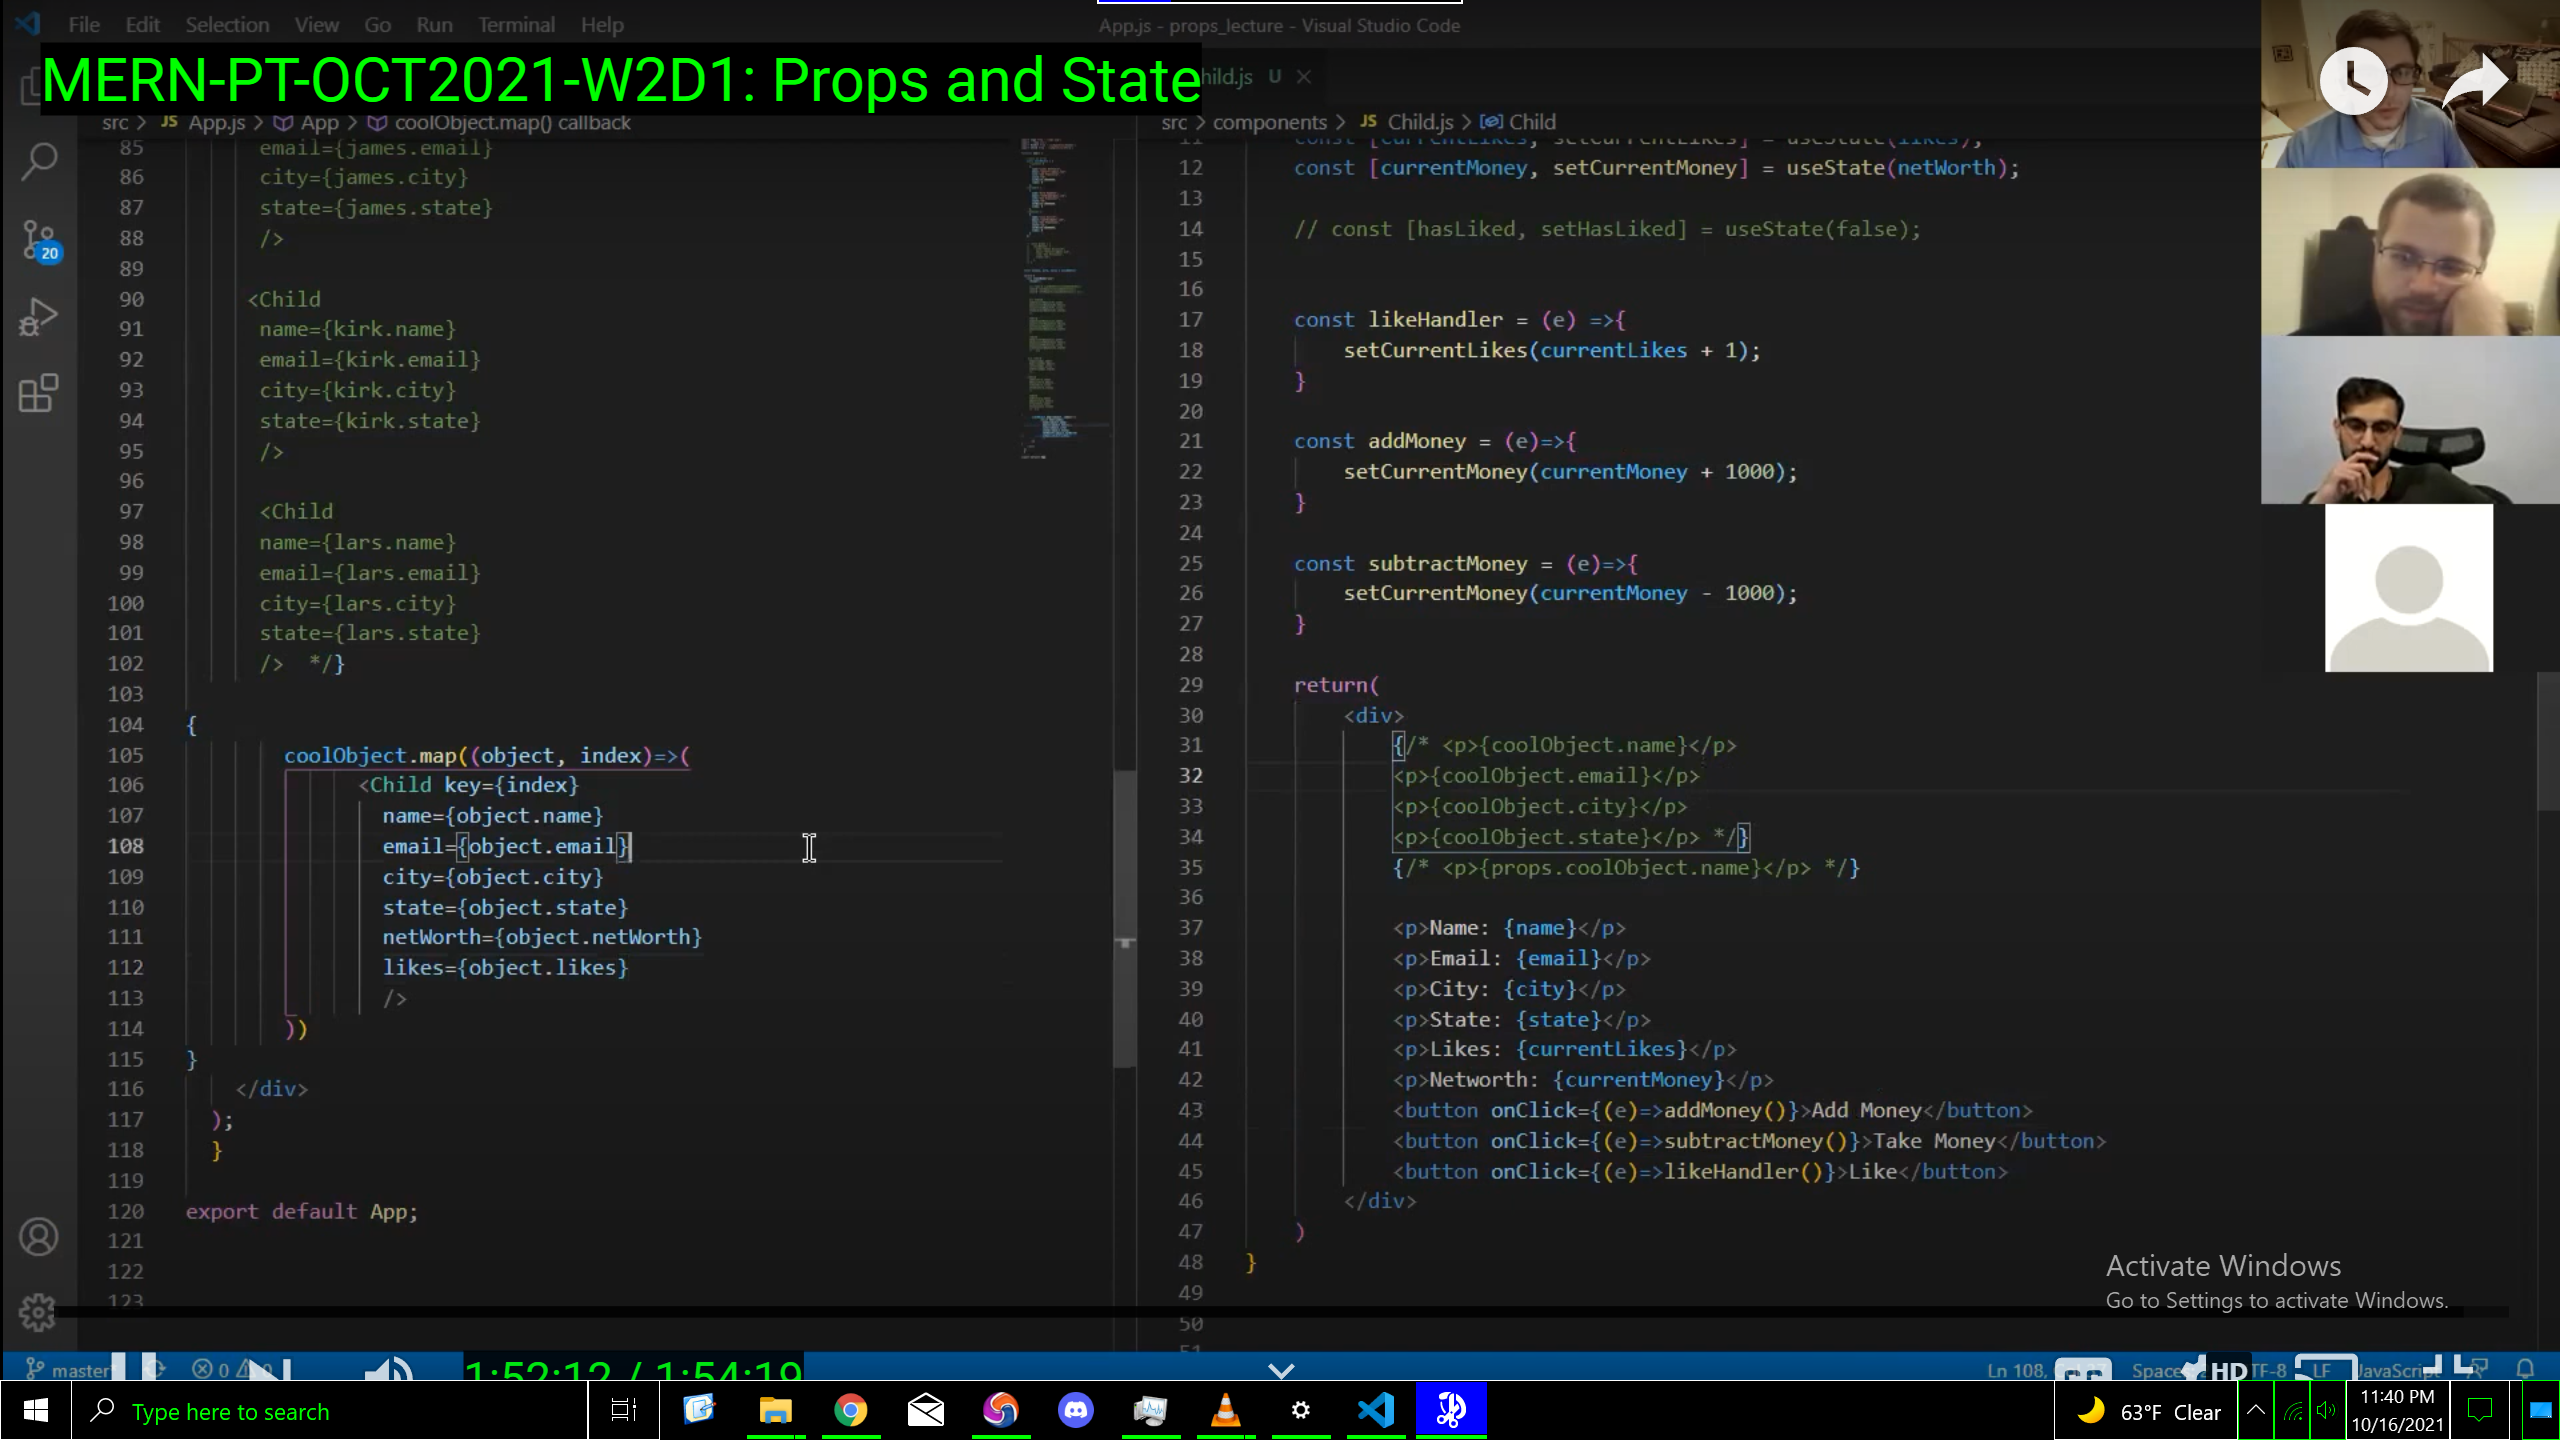 File Edit Selection View Go Run Terminal Help
App.js - props_lecture - Visual Studio Code
MERN-PT-OCT2021-W2D1: Props and State
hild.js U
src > JS App.js > App > coolObject.map() callback
85 email={james.email}
86 city={james.city}
87 state={james.state}
88 />
89
90 <Child
91 name={kirk.name}
92 email={kirk.email}
93 city={kirk.city}
94 state={kirk.state}
95 />
96
97 <Child
98 name={lars.name}
99 email={lars.email}
100 city={lars.city}
101 state={lars.state}
102 /> */}
103
104 {
105 coolObject.map((object, index)=>(
106 <Child key={index}
107 name={object.name}
108 email={object.email}
109 city={object.city}
110 state={object.state}
111 netWorth={object.netWorth}
112 likes={object.likes}
113 />
114 ))
115 }
116 </div>
117 );
118 }
119
120 export default App;
121
122
123
src > components > JS Child.js > Child
11 const [currentLikes, setCurrentLikes] = useState(likes);
12 const [currentMoney, setCurrentMoney] = useState(netWorth);
13
14 // const [hasLiked, setHasLiked] = useState(false);
15
16
17 const likeHandler = (e) =>{
18 setCurrentLikes(currentLikes + 1);
19 }
20
21 const addMoney = (e)=>{
22 setCurrentMoney(currentMoney + 1000);
23 }
24
25 const subtractMoney = (e)=>{
26 setCurrentMoney(currentMoney - 1000);
27 }
28
29 return(
30 <div>
31 {/* <p>{coolObject.name}</p>
32 <p>{coolObject.email}</p>
33 <p>{coolObject.city}</p>
34 <p>{coolObject.state}</p> */}
35 {/* <p>{props.coolObject.name}</p> */}
36
37 <p>Name: {name}</p>
38 <p>Email: {email}</p>
39 <p>City: {city}</p>
40 <p>State: {state}</p>
41 <p>Likes: {currentLikes}</p>
42 <p>Networth: {currentMoney}</p>
43 <button onClick={(e)=>addMoney()}>Add Money</button>
44 <button onClick={(e)=>subtractMoney()}>Take Money</button>
45 <button onClick={(e)=>likeHandler()}>Like</button>
46 </div>
47 )
48 }
49
50
51
20
Activate Windows
Go to Settings to activate Windows.
master 0 1:52:12 / 1:54:19 Ln 108, HD TF-8 LF JavaScript
Type here to search
63°F Clear
11:40 PM
10/16/2021